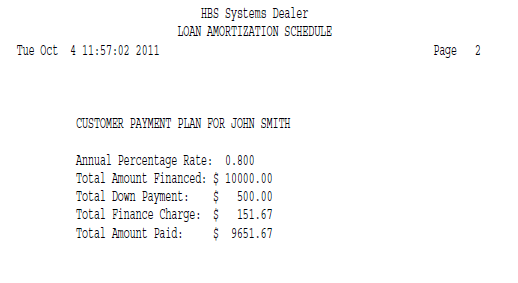 HBS Systems Dealer
LOAN AMORTIZATION SCHEDULE
Tue Oct  4 11:57:02 2011 Page  2
CUSTOMER PAYMENT PLAN FOR JOHN SMITH
Annual Percentage Rate:  0.800
Total Amount Financed: $ 10000.00
Total Down Payment:    $   500.00
Total Finance Charge:  $   151.67
Total Amount Paid:     $  9651.67